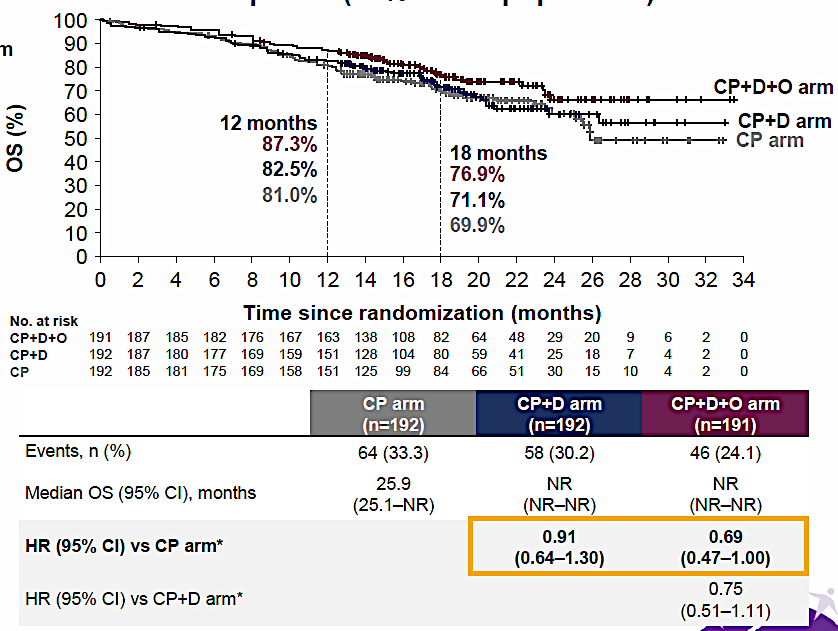 100
90
80
70
60
50
40
30
20
10
0
OS (%)
m
12 months
87.3%
82.5%
81.0%
18 months
76.9%
71.1%
69.9%
CP+D+O arm
CP+D arm
CP arm
0 2 4 6 8 10 12 14 16 18 20 22 24 26 28 30 32 34
Time since randomization (months)
No. at risk
CP+D+O 191 187 185 182 176 167 163 138 108 82 64 48 29 20 9 6 2 0
CP+D 192 187 180 177 169 159 151 128 104 80 59 41 25 18 7 4 2 0
CP 192 185 181 175 169 158 151 125 99 84 66 51 30 15 10 4 2 0
CP arm CP+D arm CP+D+O arm
(n=192) (n=192) (n=191)
Events, n (%) 64 (33.3) 58 (30.2) 46 (24.1)
Median OS (95% CI), months 25.9 NR NR
(25.1–NR) (NR–NR) (NR–NR)
HR (95% CI) vs CP arm* 0.91 0.69
(0.64–1.30) (0.47–1.00)
HR (95% CI) vs CP+D arm* 0.75
(0.51–1.11)